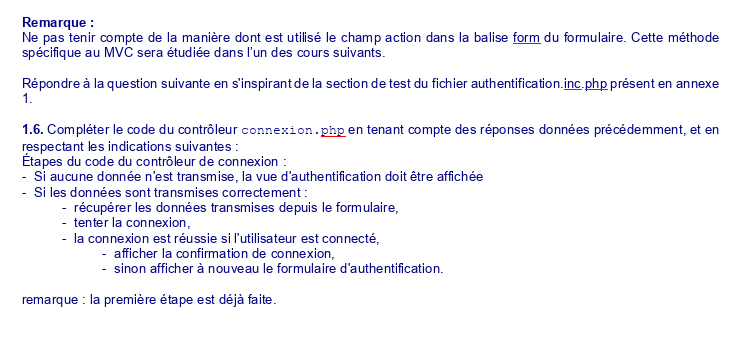 Remarque :
Ne pas tenir compte de la manière dont est utilisé le champ action dans la balise form du formulaire. Cette méthode
spécifique au MVC sera étudiée dans l'un des cours suivants.
Répondre à la question suivante en s'inspirant de la section de test du fichier authentification.inc.php présent en annexe
1.
1.6. Compléter le code du contrôleur connexion.php en tenant compte des réponses données précédemment, et en
respectant les indications suivantes :
Étapes du code du contrôleur de connexion :
- Si aucune donnée n'est transmise, la vue d'authentification doit être affichée
- Si les données sont transmises correctement :
- récupérer les données transmises depuis le formulaire,
- tenter la connexion,
- la connexion est réussie si l'utilisateur est connecté,
- afficher la confirmation de connexion,
- sinon afficher à nouveau le formulaire d'authentification.
remarque : la première étape est déjà faite.